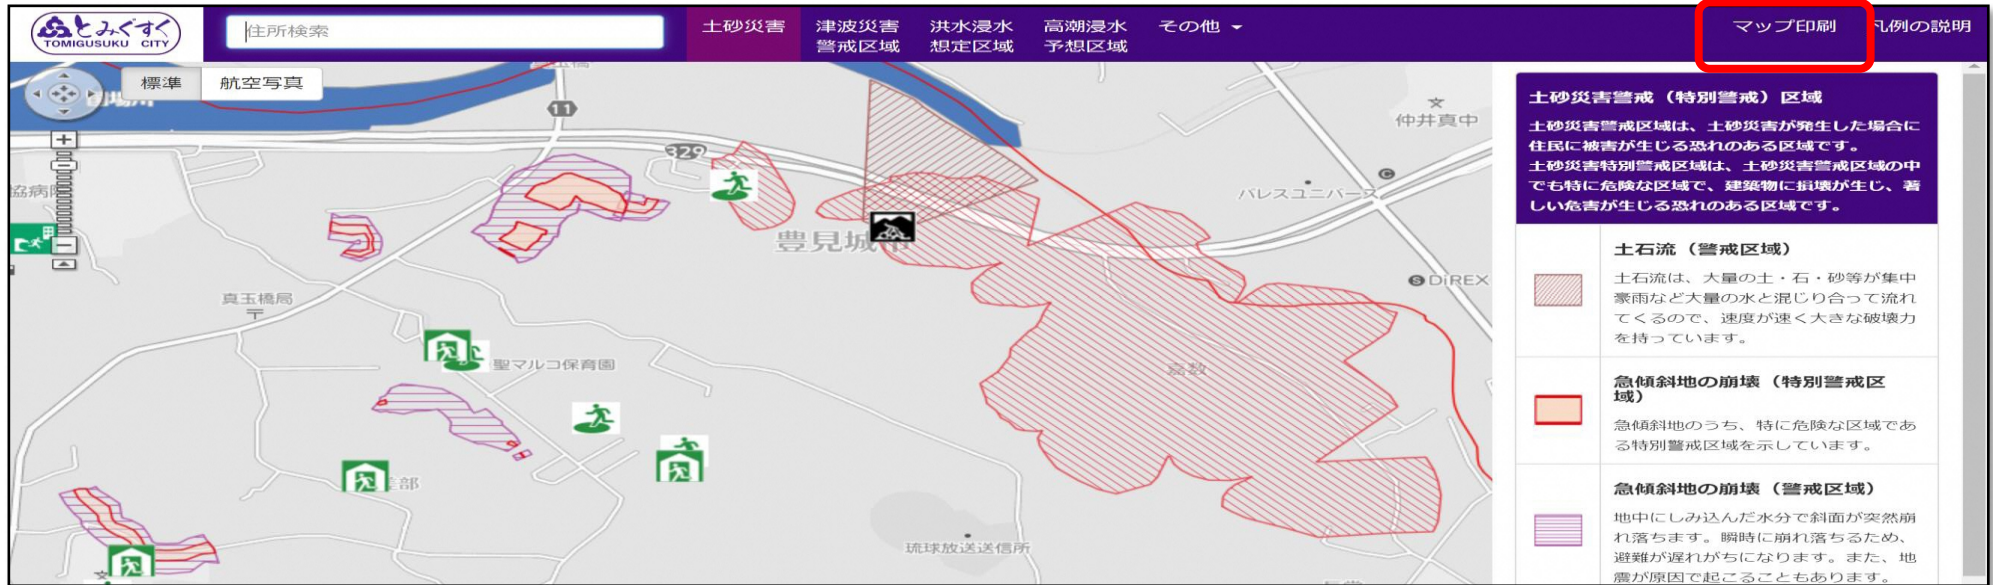 とみぐすく
TOMIGUSUKU CITY
住所検索
土砂災害
津波災害
警戒区域
洪水浸水
想定区域
高潮浸水
予想区域
その他
マップ印刷
凡例の説明
標準
航空写真
11
329
仲井真中
パレスユニバース
豊見城市
DiREX
真玉橋局
聖マルコ保育園
嘉数
琉球放送送信所
土砂災害警戒（特別警戒）区域
土砂災害警戒区域は、土砂災害が発生した場合に
住民に被害が生じる恐れのある区域です。
土砂災害特別警戒区域は、土砂災害警戒区域の中
でも特に危険な区域で、建築物に損壊が生じ、著
しい危害が生じる恐れのある区域です。
土石流（警戒区域）
土石流は、大量の土・石・砂等が集中
豪雨など大量の水と混じり合って流れ
てくるので、速度が速く大きな破壊力
を持っています。
急傾斜地の崩壊（特別警戒区
域）
急傾斜地のうち、特に危険な区域であ
る特別警戒区域を示しています。
急傾斜地の崩壊（警戒区域）
地中にしみ込んだ水分で斜面が突然崩
れ落ちます。瞬時に崩れ落ちるため、
避難が遅れがちになります。また、地
震が原因で起こることもあります。